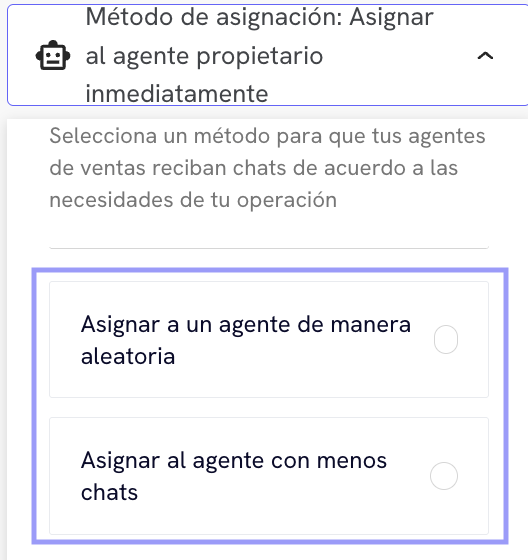 Método de asignación: Asignar
al agente propietario
inmediatamente
Selecciona un método para que tus agentes
de ventas reciban chats de acuerdo a las
necesidades de tu operación
Asignar a un agente de manera
aleatoria
Asignar al agente con menos
chats